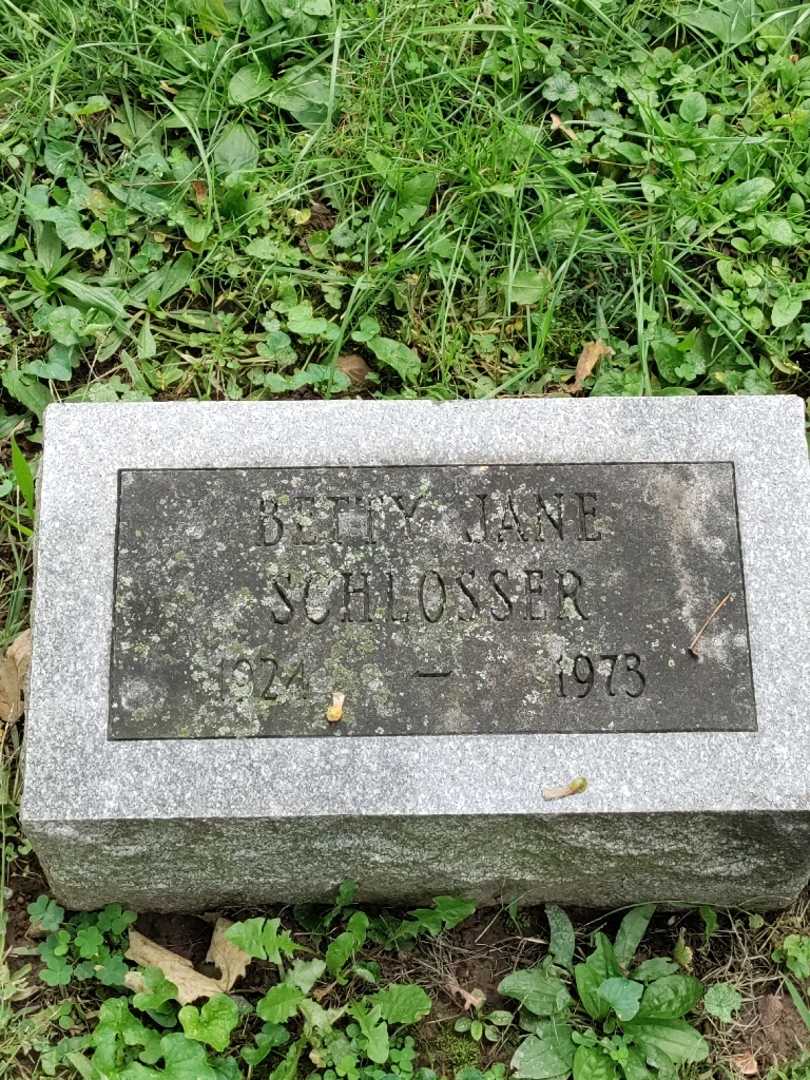 BETTY JANE
SCHLOSSER
1924 — 1973